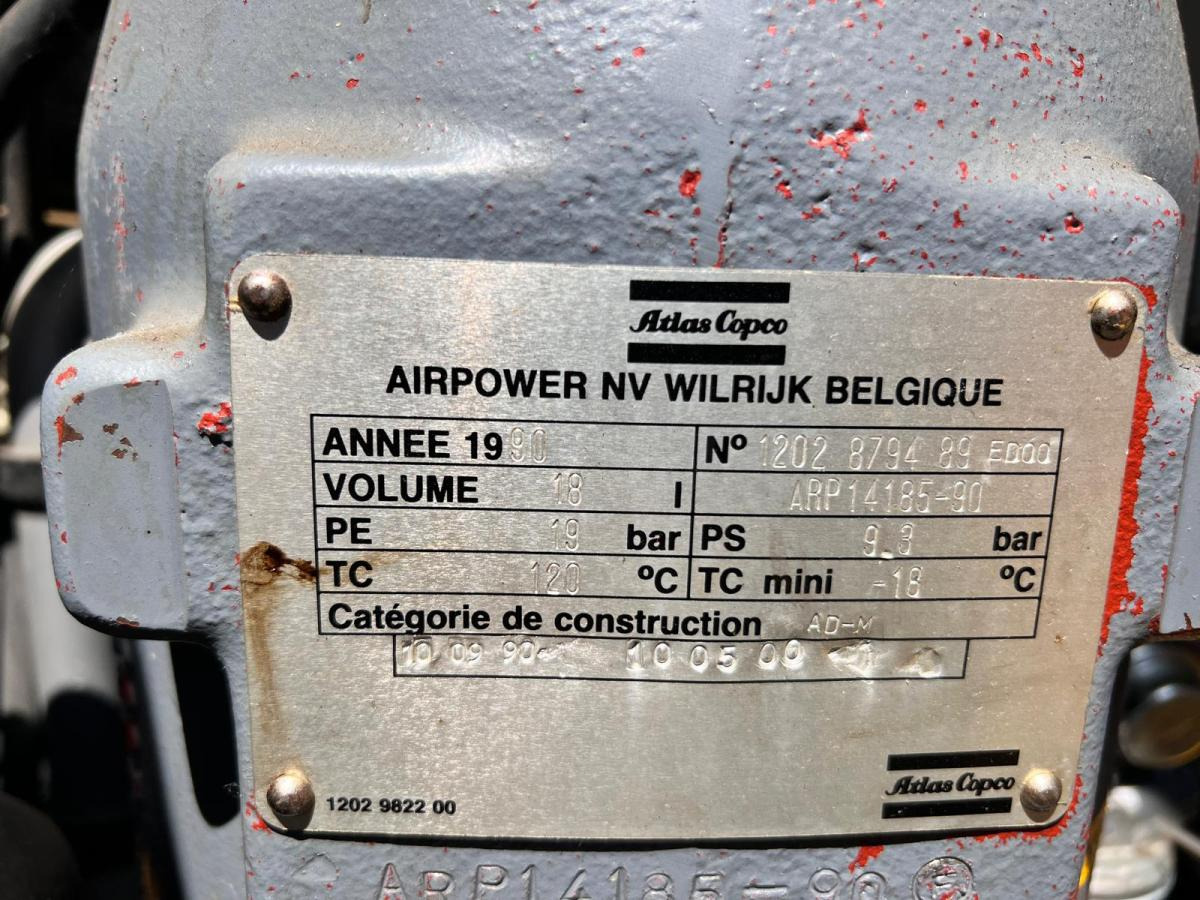 Atlas Copco
AIRPOWER NV WILRIJK BELGIQUE
ANNEE 1990 Nº 1202 8794 89
VOLUME 18 l ARP14185-90
PE 19 bar PS 9.3 bar
TC 120 ºC TC mini -18 ºC
Catégorie de construction AD-M
10 09 90 10 05 00
Atlas Copco
1202 9822 00
ARP14185-90